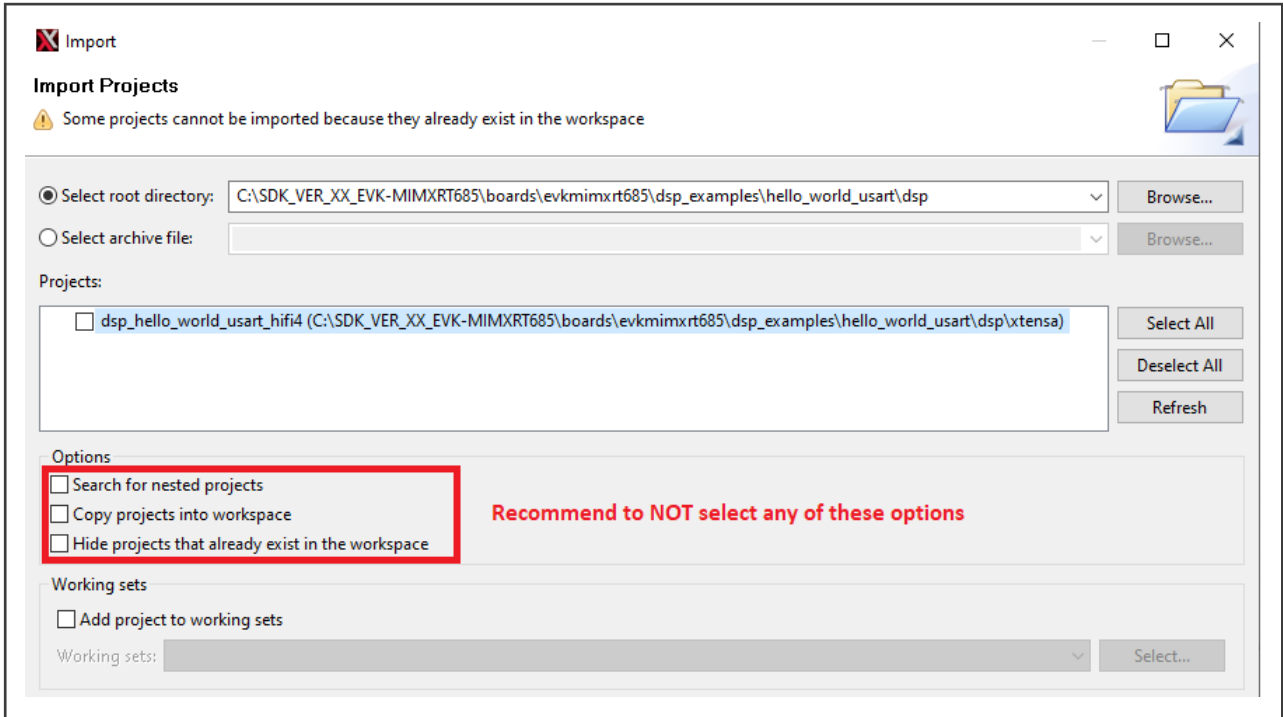 Import
Import Projects
Some projects cannot be imported because they already exist in the workspace
Select root directory: C:\SDK_VER_XX_EVK-MIMXRT685\boards\evkmimxrt685\dsp_examples\hello_world_usart\dsp Browse...
Select archive file: Browse...
Projects:
dsp_hello_world_usart_hifi4 (C:\SDK_VER_XX_EVK-MIMXRT685\boards\evkmimxrt685\dsp_examples\hello_world_usart\dsp\xtensa)
Select All
Deselect All
Refresh
Options
Search for nested projects
Copy projects into workspace
Hide projects that already exist in the workspace
Recommend to NOT select any of these options
Working sets
Add project to working sets
Working sets: Select...